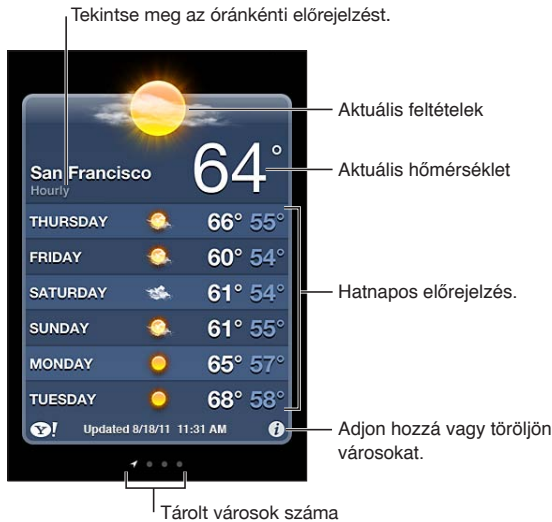 Tekintse meg az óránkénti előrejelzést.
Aktuális feltételek
64°
Aktuális hőmérséklet
San Francisco
Hourly
THURSDAY 66° 55°
FRIDAY 60° 54°
SATURDAY 61° 54°
Hatnapos előrejelzés.
SUNDAY 61° 55°
MONDAY 65° 57°
TUESDAY 68° 58°
Y! Updated 8/18/11 11:31 AM i
Adjon hozzá vagy töröljön
városokat.
Tárolt városok száma